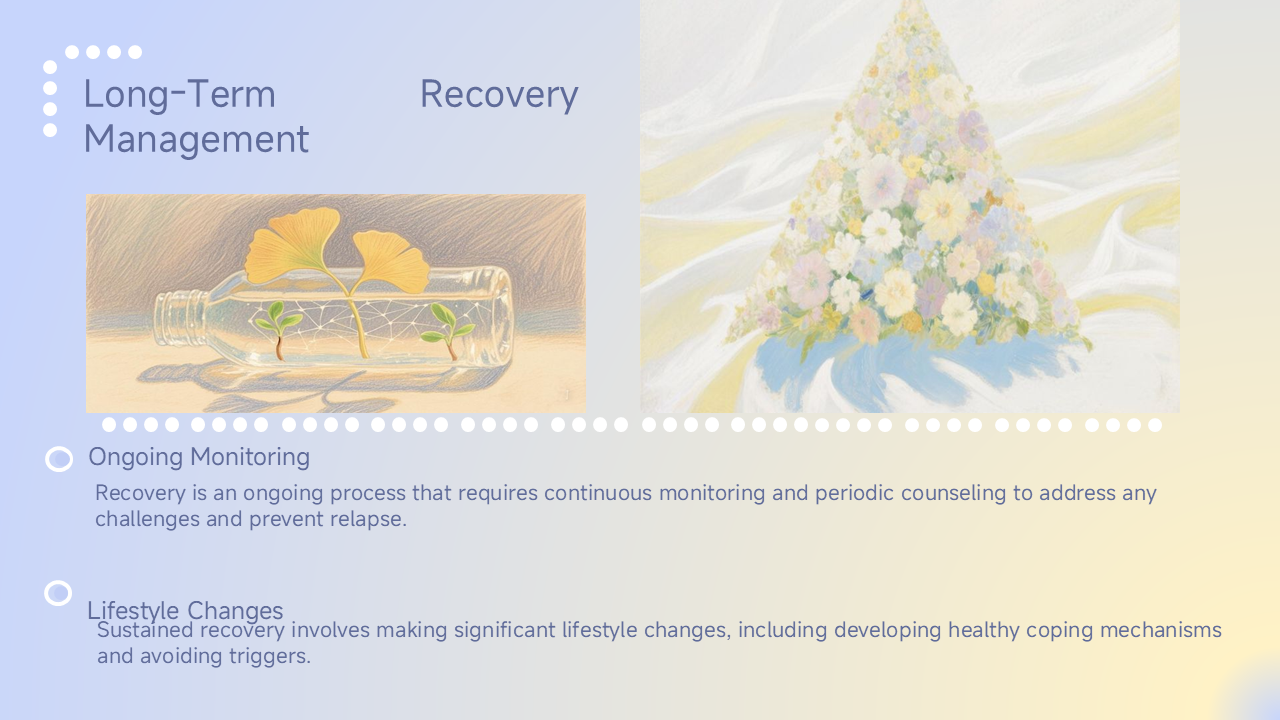 Long-Term Recovery
Management
Ongoing Monitoring
Recovery is an ongoing process that requires continuous monitoring and periodic counseling to address any
challenges and prevent relapse.
Lifestyle Changes
Sustained recovery involves making significant lifestyle changes, including developing healthy coping mechanisms
and avoiding triggers.